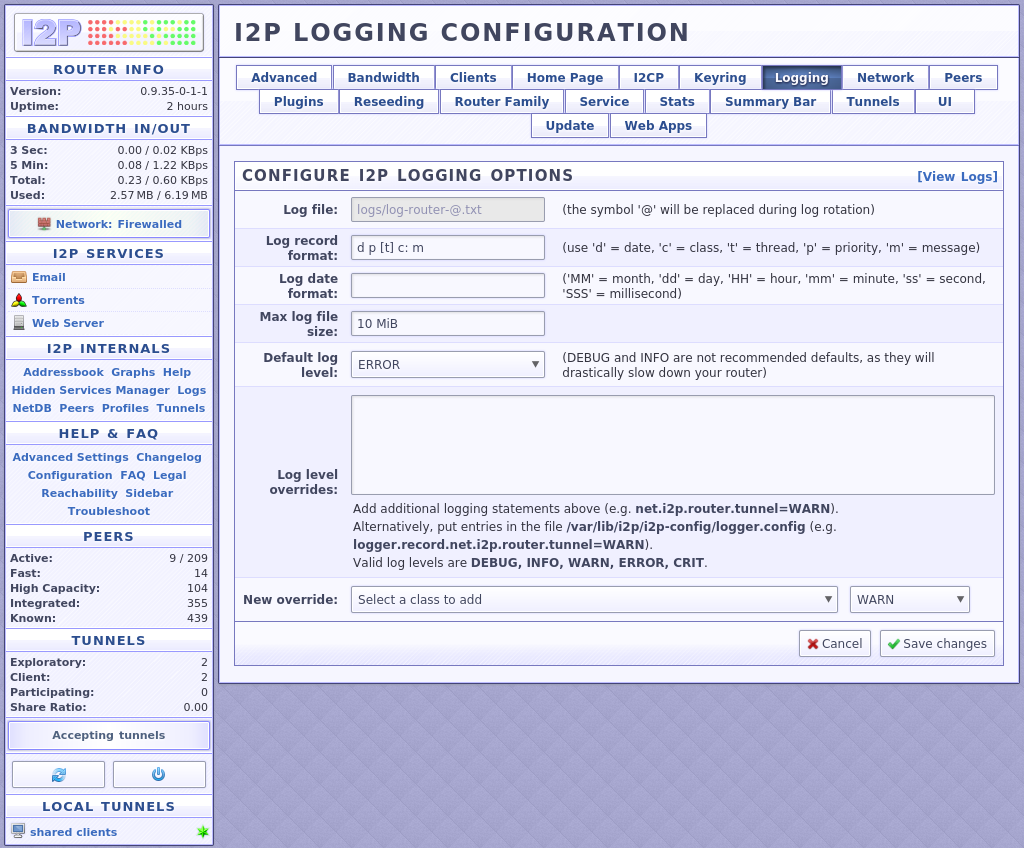 I2P
ROUTER INFO
Version: 0.9.35-0-1-1
Uptime: 2 hours
BANDWIDTH IN/OUT
3 Sec: 0.00 / 0.02 KBps
5 Min: 0.08 / 1.22 KBps
Total: 0.23 / 0.60 KBps
Used: 2.57 MB / 6.19 MB
Network: Firewalled
I2P SERVICES
Email
Torrents
Web Server
I2P INTERNALS
Addressbook Graphs Help
Hidden Services Manager Logs
NetDB Peers Profiles Tunnels
HELP & FAQ
Advanced Settings Changelog
Configuration FAQ Legal
Reachability Sidebar
Troubleshoot
PEERS
Active: 9 / 209
Fast: 14
High Capacity: 104
Integrated: 355
Known: 439
TUNNELS
Exploratory: 2
Client: 2
Participating: 0
Share Ratio: 0.00
Accepting tunnels
LOCAL TUNNELS
shared clients
I2P LOGGING CONFIGURATION
Advanced Bandwidth Clients Home Page I2CP Keyring Logging Network Peers
Plugins Reseeding Router Family Service Stats Summary Bar Tunnels UI
Update Web Apps
CONFIGURE I2P LOGGING OPTIONS [View Logs]
Log file: logs/log-router-@.txt (the symbol '@' will be replaced during log rotation)
Log record
format: d p [t] c: m (use 'd' = date, 'c' = class, 't' = thread, 'p' = priority, 'm' = message)
Log date
format: ('MM' = month, 'dd' = day, 'HH' = hour, 'mm' = minute, 'ss' = second,
'SSS' = millisecond)
Max log file
size: 10 MiB
Default log
level: ERROR (DEBUG and INFO are not recommended defaults, as they will
drastically slow down your router)
Log level
overrides:
Add additional logging statements above (e.g. net.i2p.router.tunnel=WARN).
Alternatively, put entries in the file /var/lib/i2p/i2p-config/logger.config (e.g.
logger.record.net.i2p.router.tunnel=WARN).
Valid log levels are DEBUG, INFO, WARN, ERROR, CRIT.
New override: Select a class to add WARN
Cancel Save changes